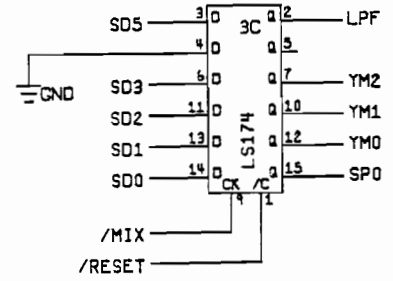 SD5 3 D 3C Q 2 LPF
4 D Q 5
GND
SD3 6 D Q 7 YM2
SD2 11 D Q 10 YM1
SD1 13 D Q 12 YM0
SD0 14 D Q 15 SP0
LS174
CK /C
9 1
/MIX
/RESET